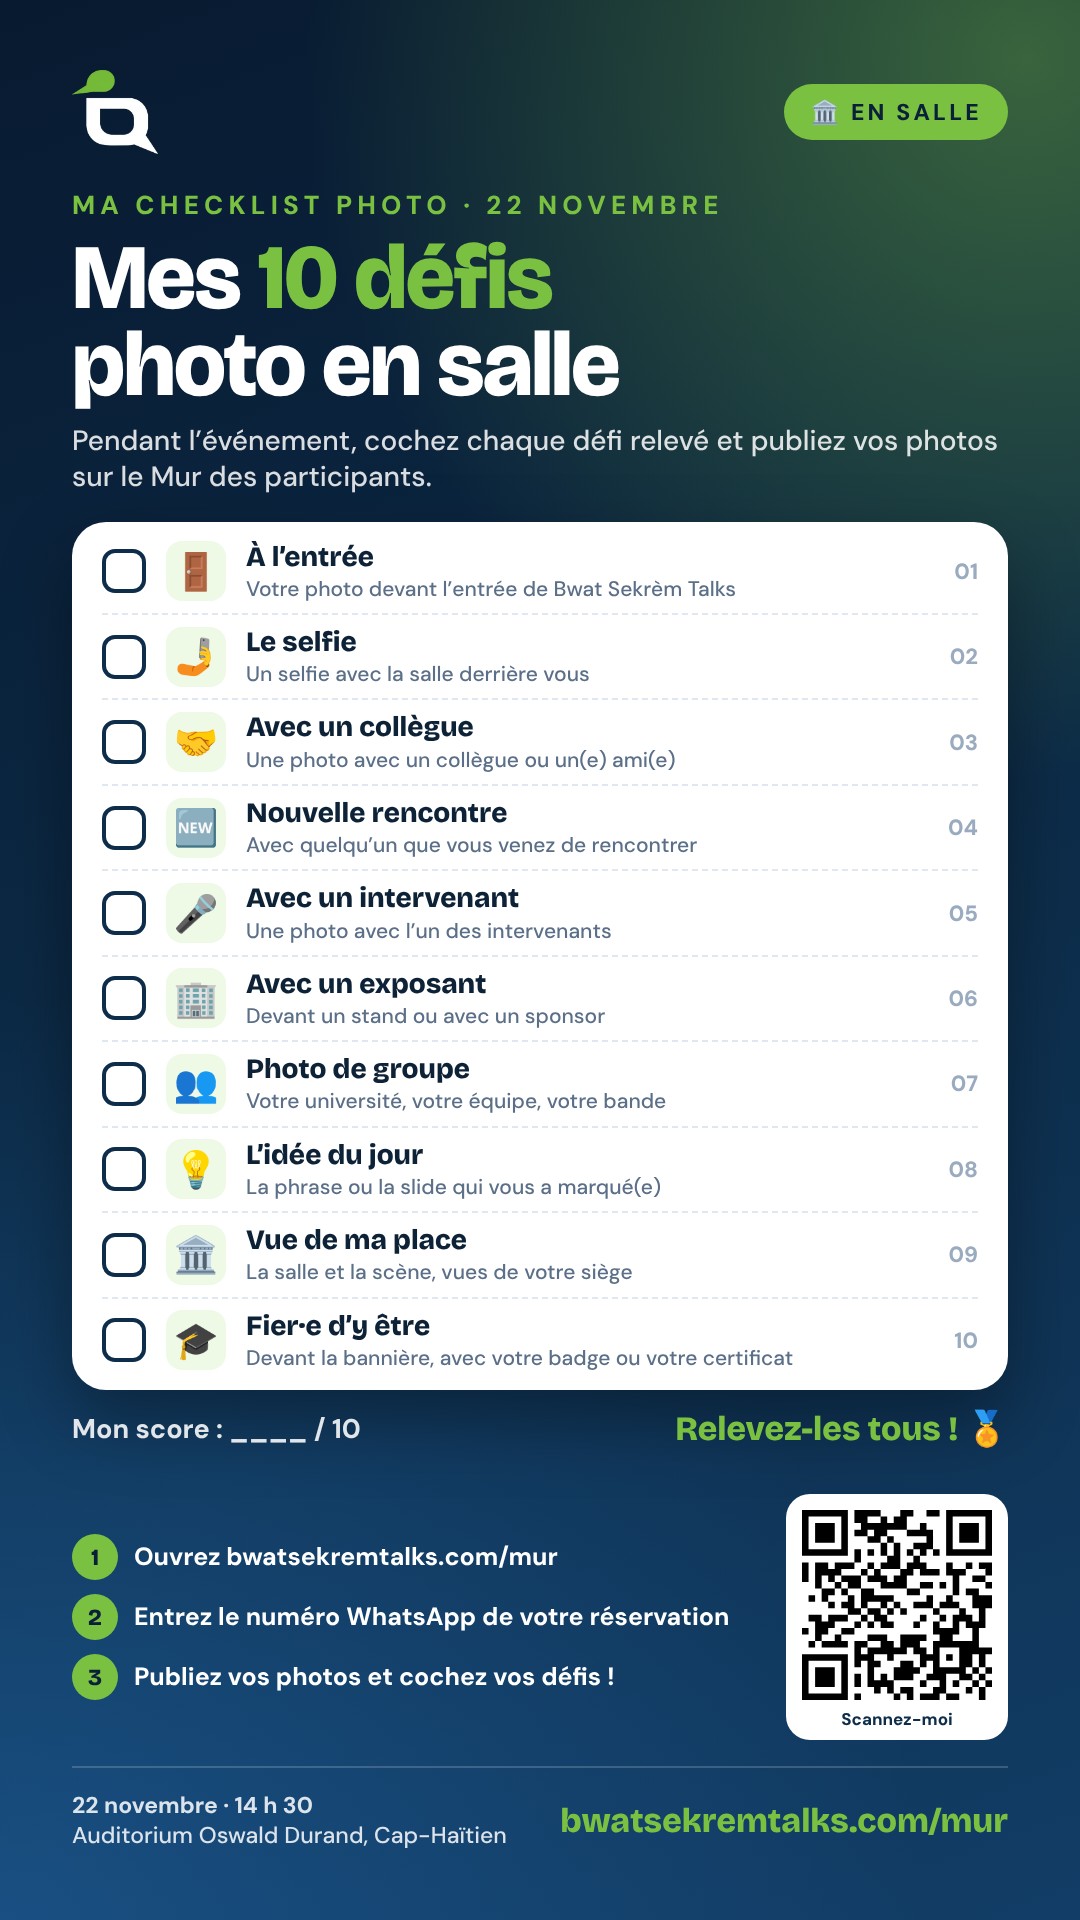 🏛️ EN SALLE
MA CHECKLIST PHOTO · 22 NOVEMBRE
Mes 10 défis
photo en salle
Pendant l’événement, cochez chaque défi relevé et publiez vos photos
sur le Mur des participants.
À l’entrée
Votre photo devant l’entrée de Bwat Sekrèm Talks
01
Le selfie
Un selfie avec la salle derrière vous
02
Avec un collègue
Une photo avec un collègue ou un(e) ami(e)
03
NEW
Nouvelle rencontre
Avec quelqu’un que vous venez de rencontrer
04
Avec un intervenant
Une photo avec l’un des intervenants
05
Avec un exposant
Devant un stand ou avec un sponsor
06
Photo de groupe
Votre université, votre équipe, votre bande
07
L’idée du jour
La phrase ou la slide qui vous a marqué(e)
08
Vue de ma place
La salle et la scène, vues de votre siège
09
Fier·e d’y être
Devant la bannière, avec votre badge ou votre certificat
10
Mon score : ____ / 10
Relevez-les tous ! 🏅
1 Ouvrez bwatsekremtalks.com/mur
2 Entrez le numéro WhatsApp de votre réservation
3 Publiez vos photos et cochez vos défis !
Scannez-moi
22 novembre · 14 h 30
Auditorium Oswald Durand, Cap-Haïtien
bwatsekremtalks.com/mur